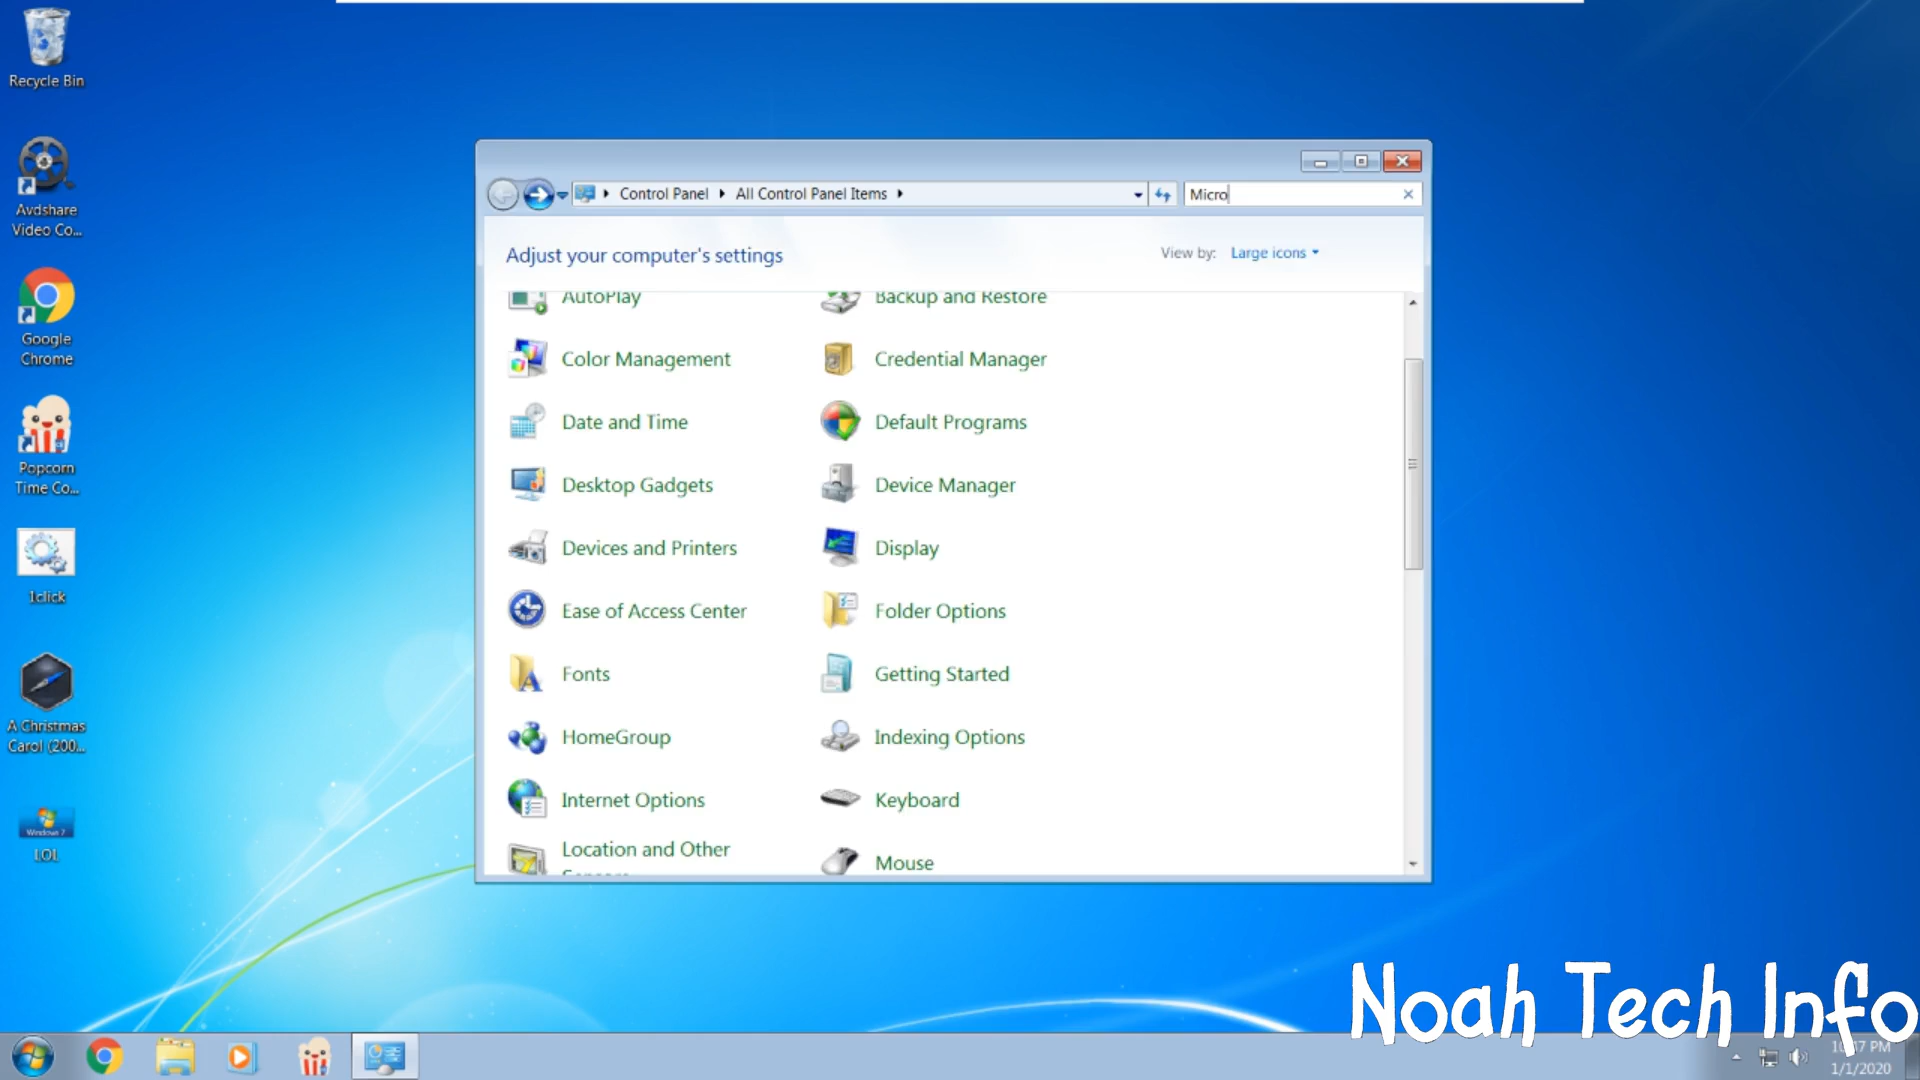 Recycle Bin
Avdshare
Video Co...
Google
Chrome
Popcorn
Time Co...
1click
A Christmas
Carol (200...
Windows 7
LOL
Control Panel
All Control Panel Items
Micro
Adjust your computer's settings
View by:
Large icons
AutoPlay
Backup and Restore
Color Management
Credential Manager
Date and Time
Default Programs
Desktop Gadgets
Device Manager
Devices and Printers
Display
Ease of Access Center
Folder Options
Fonts
Getting Started
HomeGroup
Indexing Options
Internet Options
Keyboard
Location and Other
Sensors
Mouse
Noah Tech Info
1/1/2020